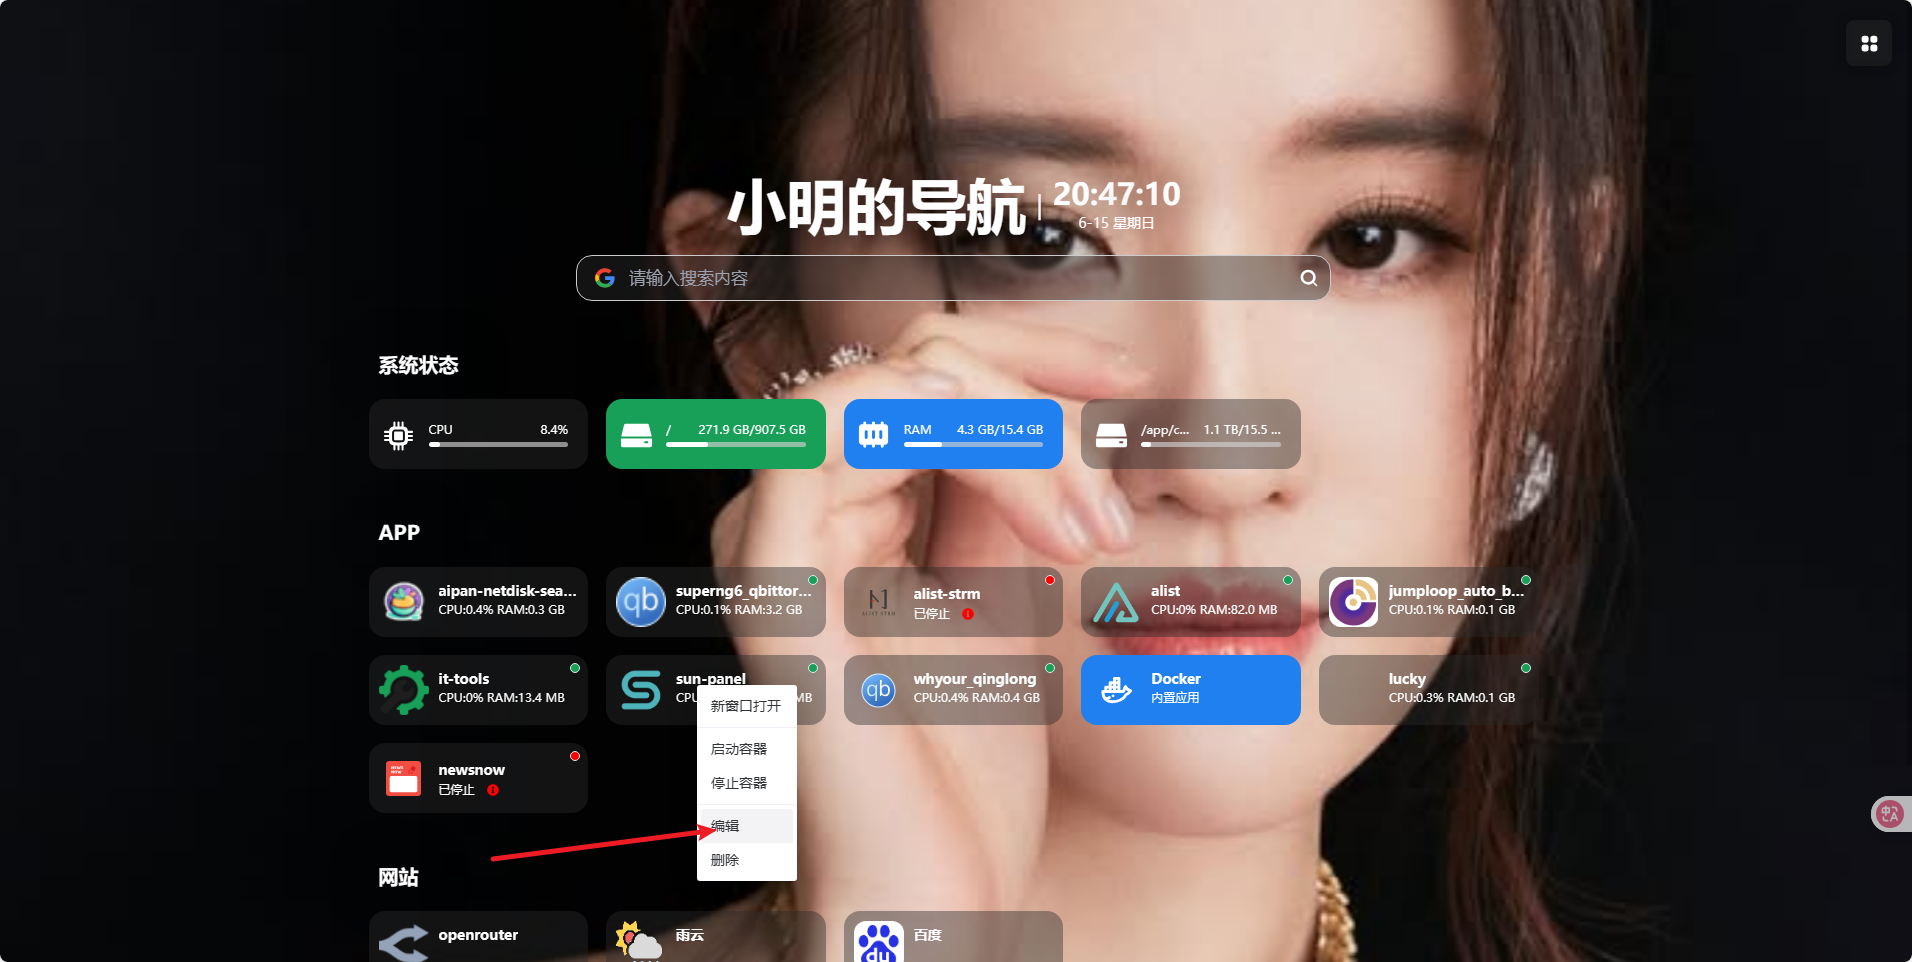 小明的导航
20:47:10
6-15 星期日
请输入搜索内容
系统状态
CPU 8.4%
/ 271.9 GB/907.5 GB
RAM 4.3 GB/15.4 GB
/app/c... 1.1 TB/15.5 ...
APP
aipan-netdisk-sea...
CPU:0.4% RAM:0.3 GB
superng6_qbittor...
CPU:0.1% RAM:3.2 GB
alist-strm
已停止
alist
CPU:0% RAM:82.0 MB
jumploop_auto_b...
CPU:0.1% RAM:0.1 GB
it-tools
CPU:0% RAM:13.4 MB
sun-panel
CPU
MB
whyour_qinglong
CPU:0.4% RAM:0.4 GB
Docker
内置应用
lucky
CPU:0.3% RAM:0.1 GB
新窗口打开
启动容器
停止容器
编辑
删除
newsnow
已停止
网站
openrouter
雨云
百度